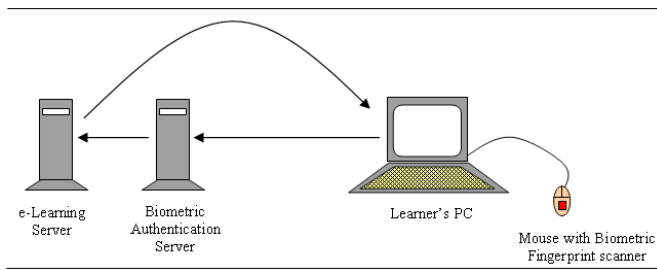 e-Learning
Server
Biometric
Authentication
Server
Learner's PC
Mouse with Biometric
Fingerprint scanner